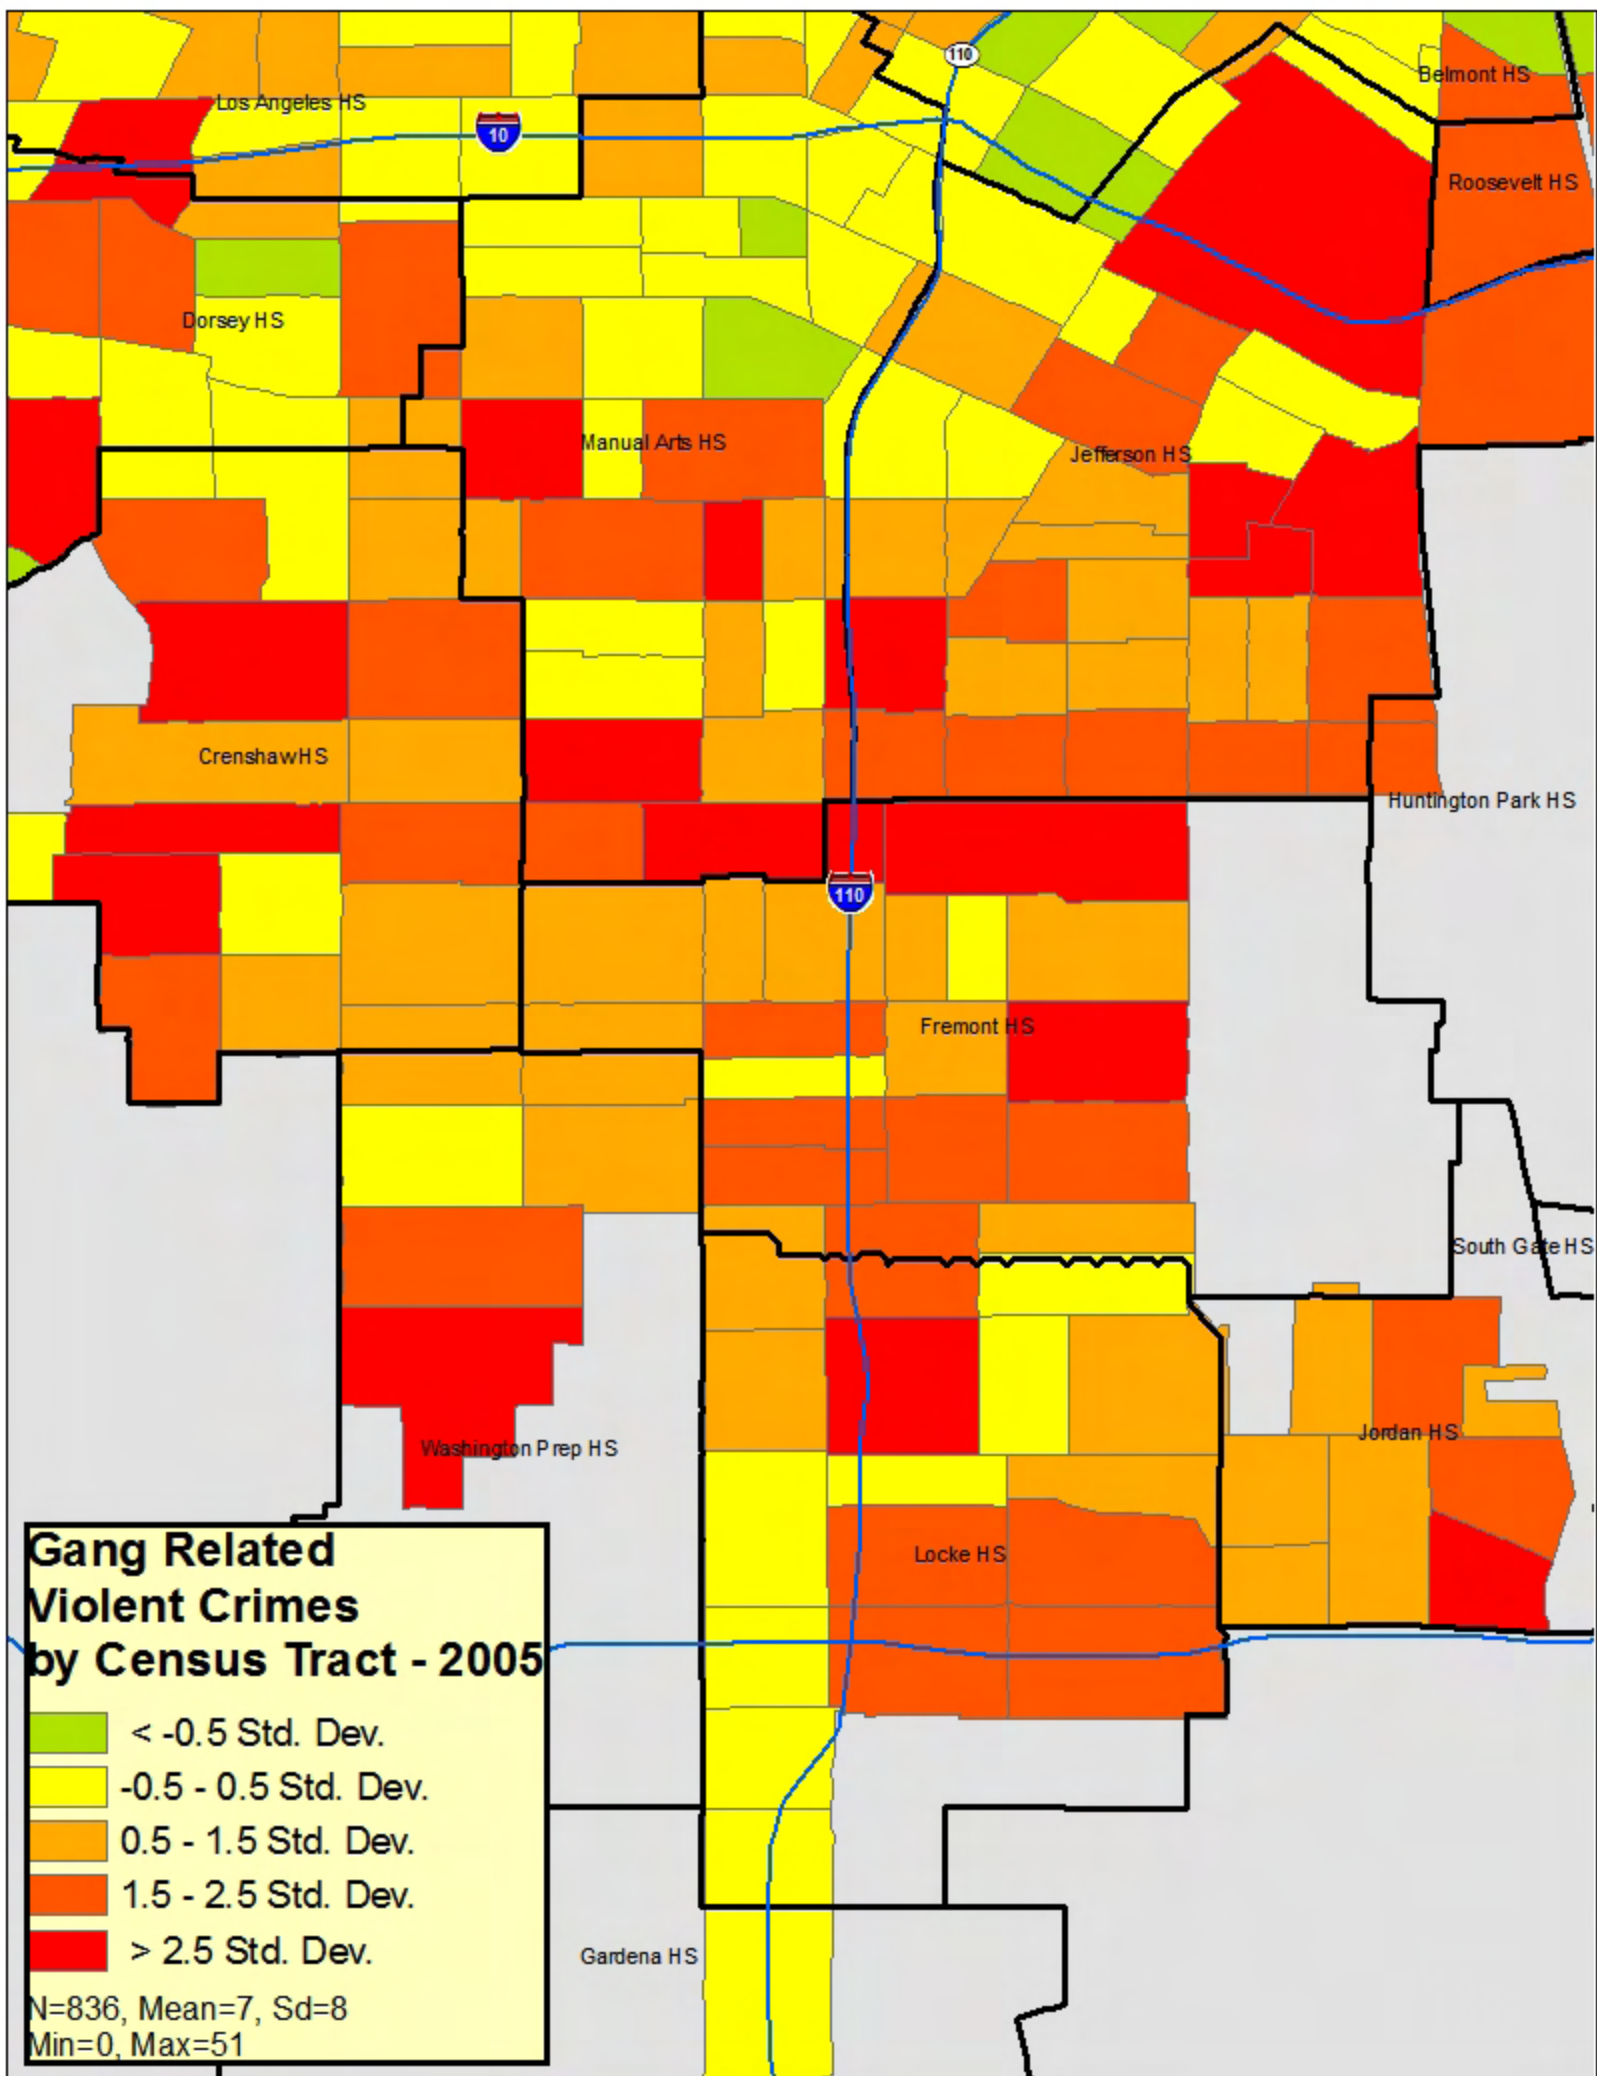 110
Belmont HS
Los Angeles HS
10
Roosevelt HS
Dorsey HS
Manual Arts HS
Jefferson HS
CrenshawHS
Huntington Park HS
110
Fremont HS
South Gate HS
Jordan HS
Washington Prep HS
Locke HS
Gang Related
Violent Crimes
by Census Tract - 2005
< -0.5 Std. Dev.
-0.5 - 0.5 Std. Dev.
0.5 - 1.5 Std. Dev.
1.5 - 2.5 Std. Dev.
> 2.5 Std. Dev.
Gardena HS
N=836, Mean=7, Sd=8
Min=0, Max=51